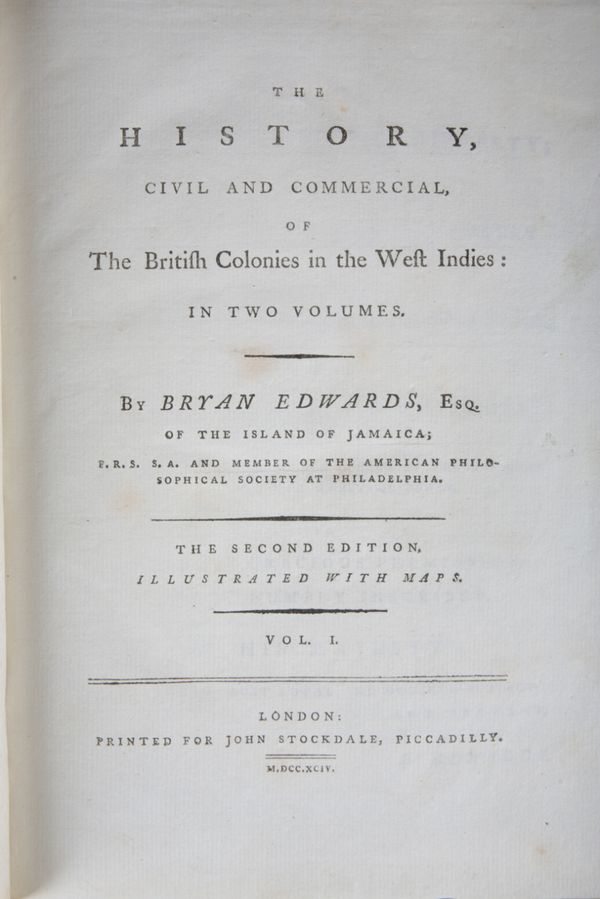 THE
HISTORY,
CIVIL AND COMMERCIAL,
OF
The Britiſh Colonies in the Weſt Indies:
IN TWO VOLUMES.
By BRYAN EDWARDS, Esq.
OF THE ISLAND OF JAMAICA;
F.R.S. S.A. AND MEMBER OF THE AMERICAN PHILO-
SOPHICAL SOCIETY AT PHILADELPHIA.
THE SECOND EDITION,
ILLUSTRATED WITH MAPS.
VOL. I.
LONDON:
PRINTED FOR JOHN STOCKDALE, PICCADILLY.
M.DCC.XCIV.